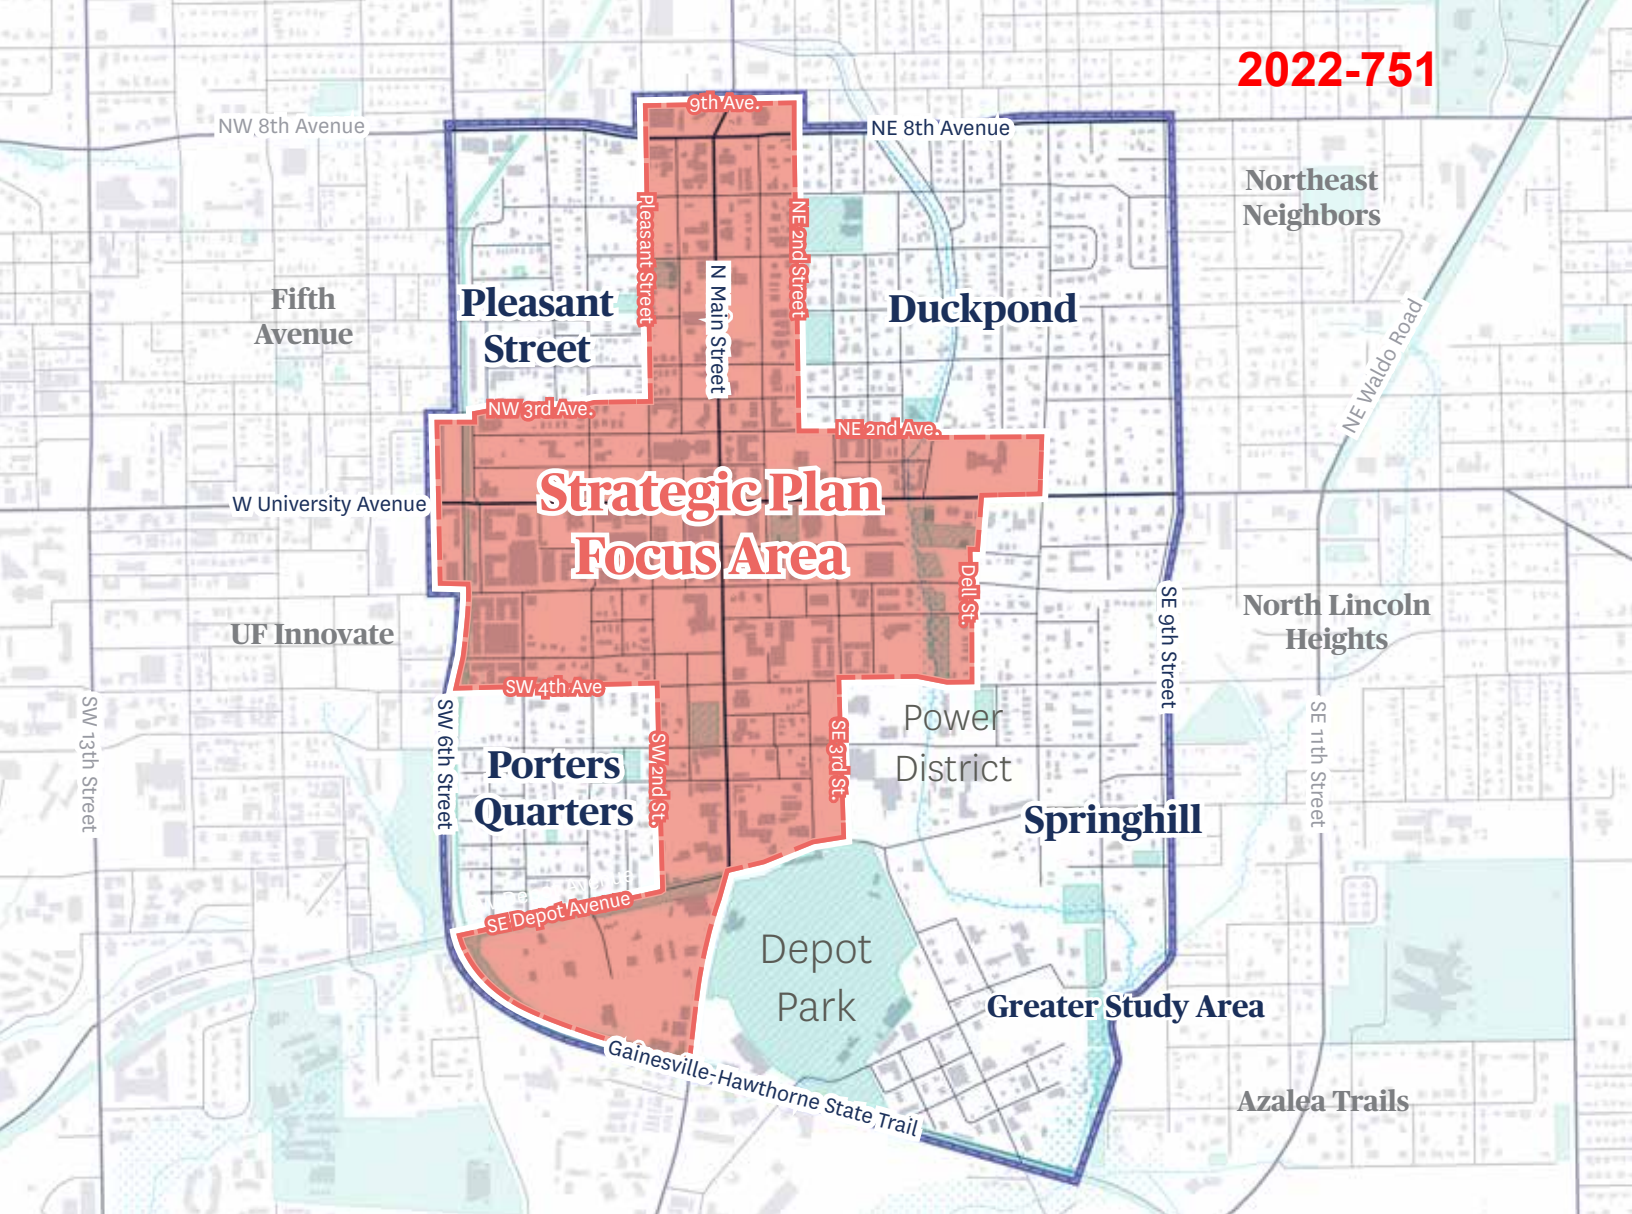 2022-751
9th Ave.
NW 8th Avenue
NE 8th Avenue
Northeast
Neighbors
Pleasant Street
NE 2nd Street
N Main Street
Fifth
Avenue
Pleasant
Street
Duckpond
NE Waldo Road
NW 3rd Ave.
NE 2nd Ave.
W University Avenue
Strategic Plan
Focus Area
Dell St.
SE 9th Street
North Lincoln
Heights
UF Innovate
SW 4th Ave
SW 13th Street
SW 6th Street
Porters
Quarters
SW 2nd St.
SE 3rd St.
Power
District
SE 11th Street
Springhill
SE Depot Avenue
Depot
Park
Greater Study Area
Gainesville-Hawthorne State Trail
Azalea Trails